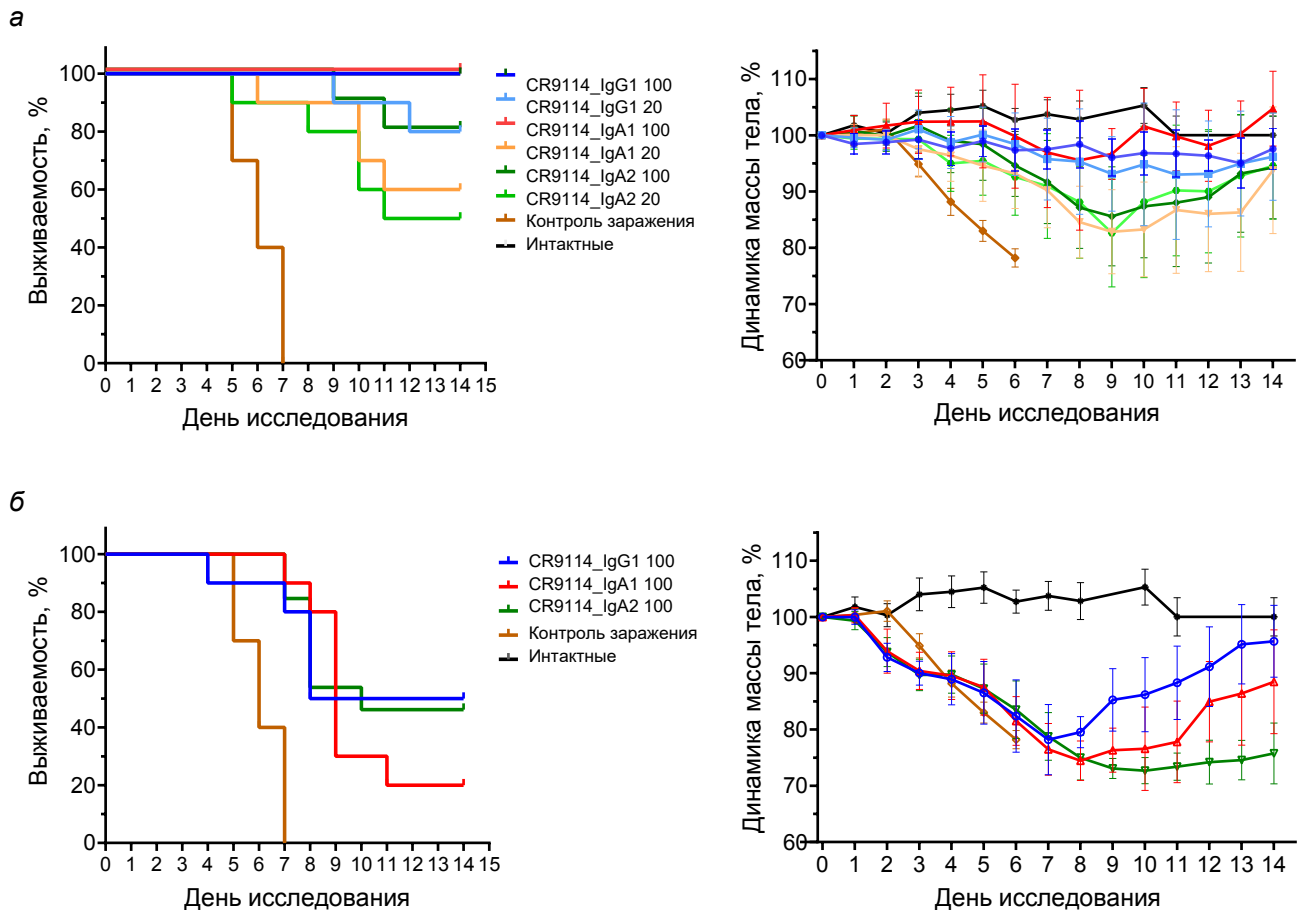 а
Выживаемость, %
100
80
60
40
20
0
0 1 2 3 4 5 6 7 8 9 10 11 12 13 14 15
День исследования
CR9114_IgG1 100
CR9114_IgG1 20
CR9114_IgA1 100
CR9114_IgA1 20
CR9114_IgA2 100
CR9114_IgA2 20
Контроль заражения
Интактные
Динамика массы тела, %
110
100
90
80
70
60
0 1 2 3 4 5 6 7 8 9 10 11 12 13 14
День исследования
б
Выживаемость, %
100
80
60
40
20
0
0 1 2 3 4 5 6 7 8 9 10 11 12 13 14 15
День исследования
CR9114_IgG1 100
CR9114_IgA1 100
CR9114_IgA2 100
Контроль заражения
Интактные
Динамика массы тела, %
110
100
90
80
70
60
0 1 2 3 4 5 6 7 8 9 10 11 12 13 14
День исследования